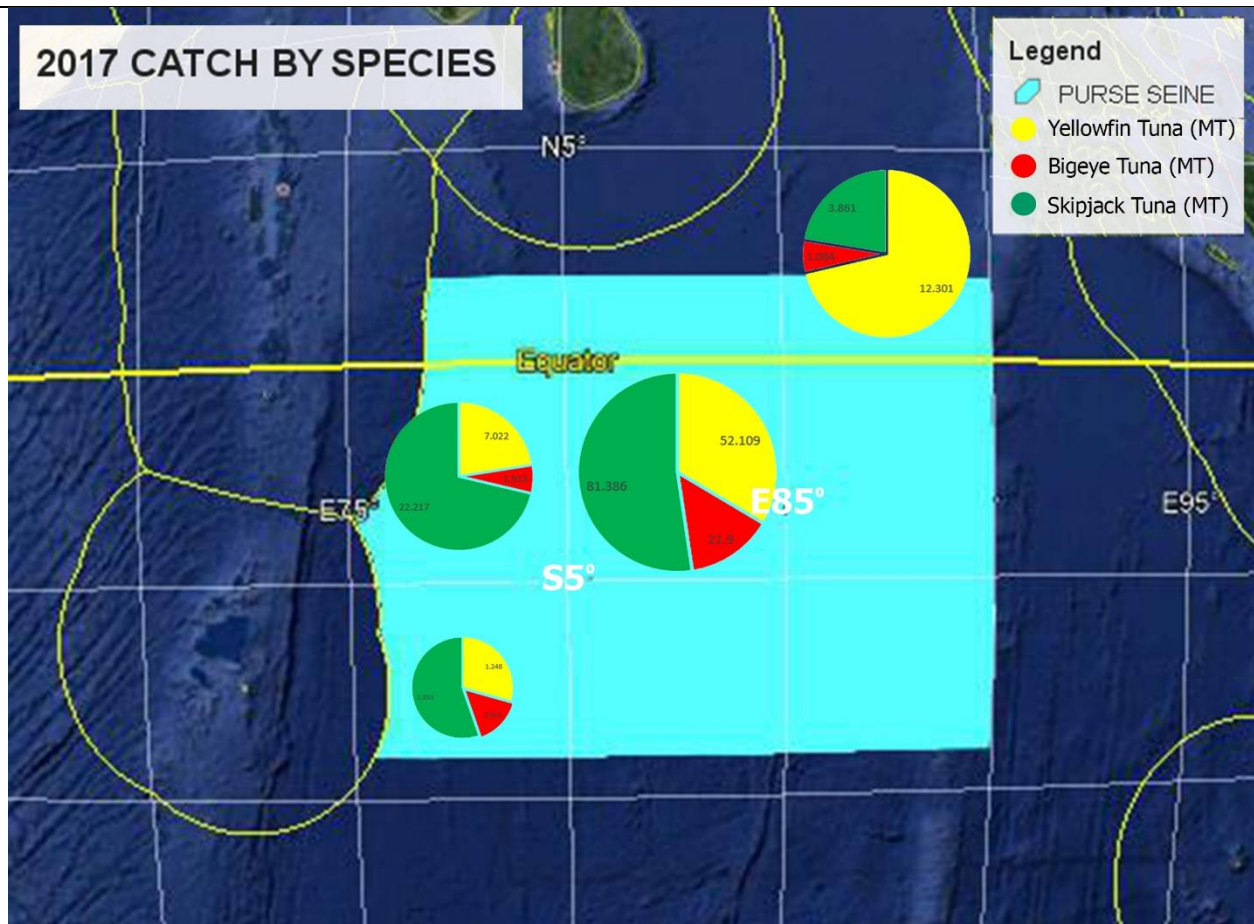 2017 CATCH BY SPECIES
Legend
PURSE SEINE
Yellowfin Tuna (MT)
Bigeye Tuna (MT)
Skipjack Tuna (MT)
N5°
3.861
12.301
Equator
7.022
22.217
52.109
81.386
21.9
E75°
E85°
E95°
S5°
1.248